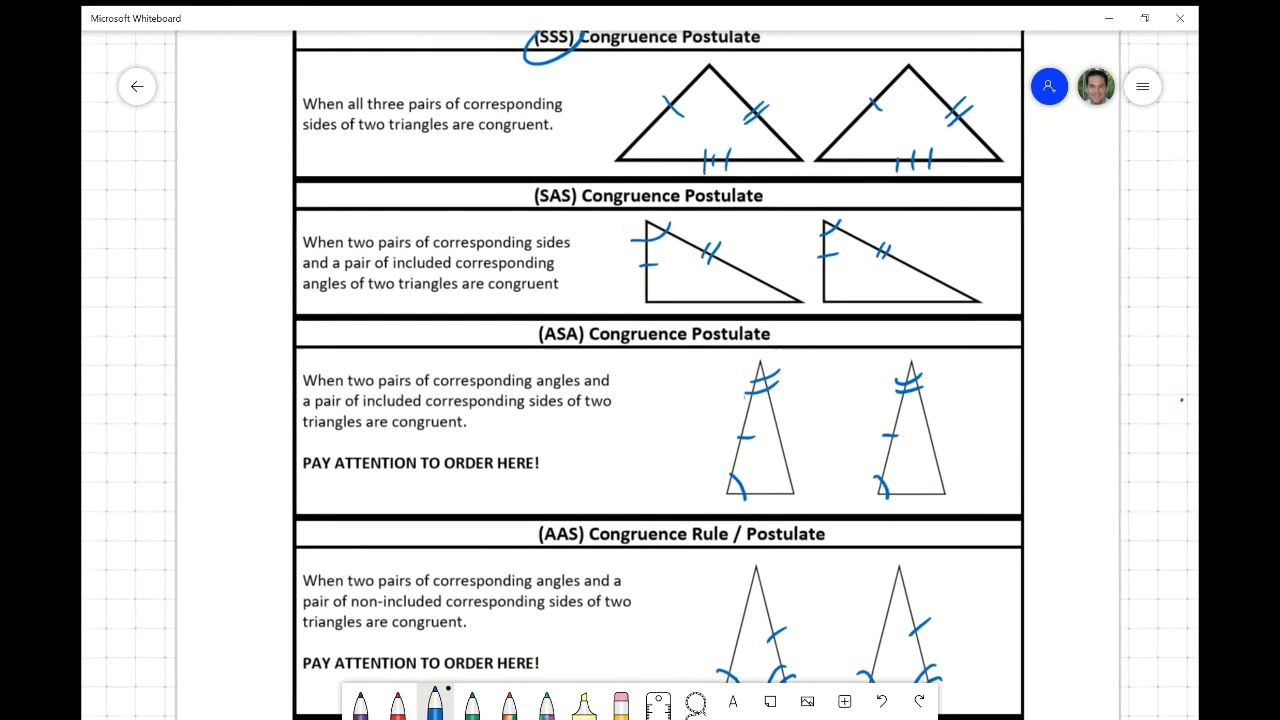 Microsoft Whiteboard
(SSS) Congruence Postulate
When all three pairs of corresponding
sides of two triangles are congruent.
(SAS) Congruence Postulate
When two pairs of corresponding sides
and a pair of included corresponding
angles of two triangles are congruent
(ASA) Congruence Postulate
When two pairs of corresponding angles and
a pair of included corresponding sides of two
triangles are congruent.
PAY ATTENTION TO ORDER HERE!
(AAS) Congruence Rule / Postulate
When two pairs of corresponding angles and a
pair of non-included corresponding sides of two
triangles are congruent.
PAY ATTENTION TO ORDER HERE!
A